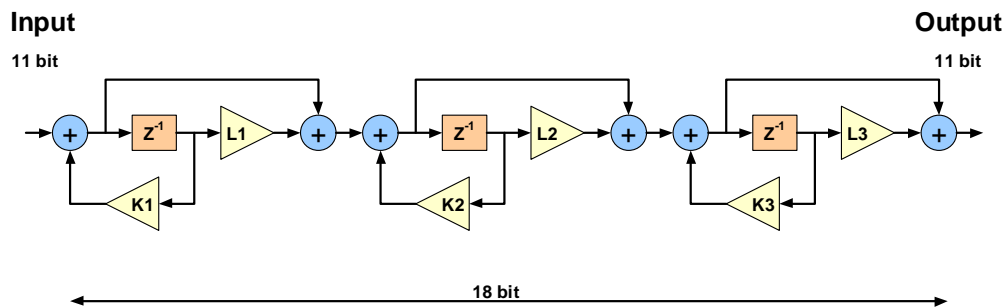 Input
Output
11 bit
11 bit
+
Z-1
L1
+
+
Z-1
L2
+
+
Z-1
L3
+
K1
K2
K3
18 bit